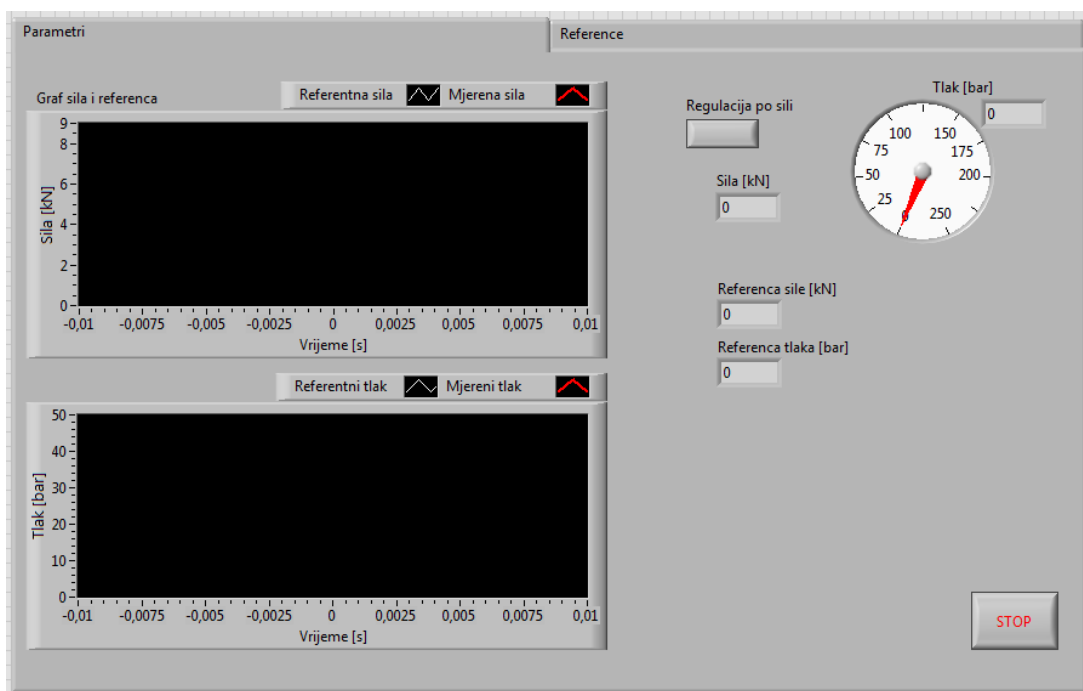 Parametri
Reference
Graf sila i referenca
Referentna sila
Mjerena sila
9
8
6
4
2
0
Sila [kN]
-0,01 -0,0075 -0,005 -0,0025 0 0,0025 0,005 0,0075 0,01
Vrijeme [s]
Referentni tlak
Mjereni tlak
50
40
30
20
10
0
Tlak [bar]
-0,01 -0,0075 -0,005 -0,0025 0 0,0025 0,005 0,0075 0,01
Vrijeme [s]
Regulacija po sili
Sila [kN]
0
Tlak [bar]
0
100 150
75 175
50 200
25
0 250
Referenca sile [kN]
0
Referenca tlaka [bar]
0
STOP